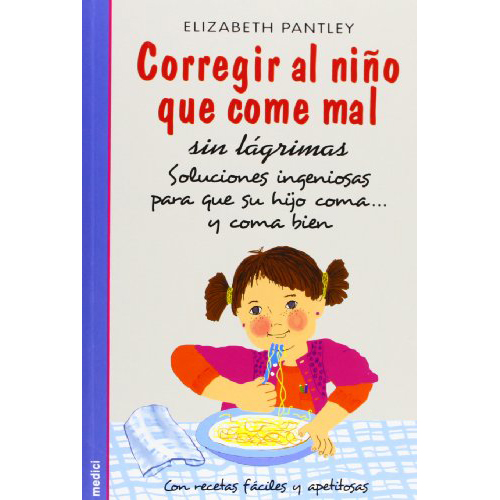 ELIZABETH PANTLEY
Corregir al niño
que come mal
sin lágrimas
Soluciones ingeniosas
para que su hijo coma...
y coma bien
Con recetas fáciles y apetitosas
medici